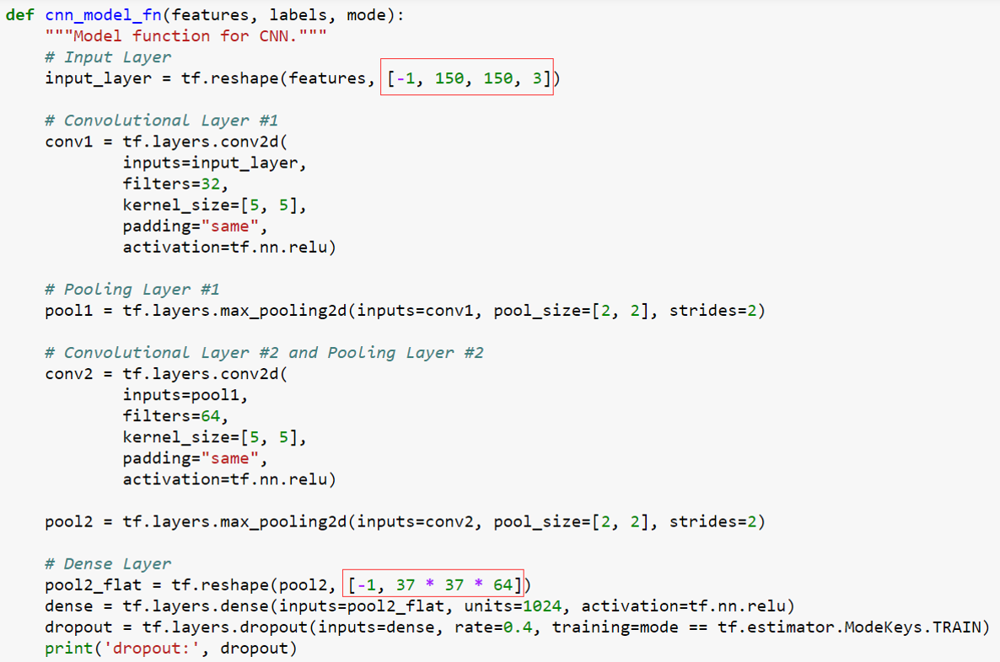 def cnn_model_fn(features, labels, mode):
    """Model function for CNN."""
    # Input Layer
    input_layer = tf.reshape(features, [-1, 150, 150, 3])

    # Convolutional Layer #1
    conv1 = tf.layers.conv2d(
            inputs=input_layer,
            filters=32,
            kernel_size=[5, 5],
            padding="same",
            activation=tf.nn.relu)

    # Pooling Layer #1
    pool1 = tf.layers.max_pooling2d(inputs=conv1, pool_size=[2, 2], strides=2)

    # Convolutional Layer #2 and Pooling Layer #2
    conv2 = tf.layers.conv2d(
            inputs=pool1,
            filters=64,
            kernel_size=[5, 5],
            padding="same",
            activation=tf.nn.relu)

    pool2 = tf.layers.max_pooling2d(inputs=conv2, pool_size=[2, 2], strides=2)

    # Dense Layer
    pool2_flat = tf.reshape(pool2, [-1, 37 * 37 * 64])
    dense = tf.layers.dense(inputs=pool2_flat, units=1024, activation=tf.nn.relu)
    dropout = tf.layers.dropout(inputs=dense, rate=0.4, training=mode == tf.estimator.ModeKeys.TRAIN)
    print('dropout:', dropout)